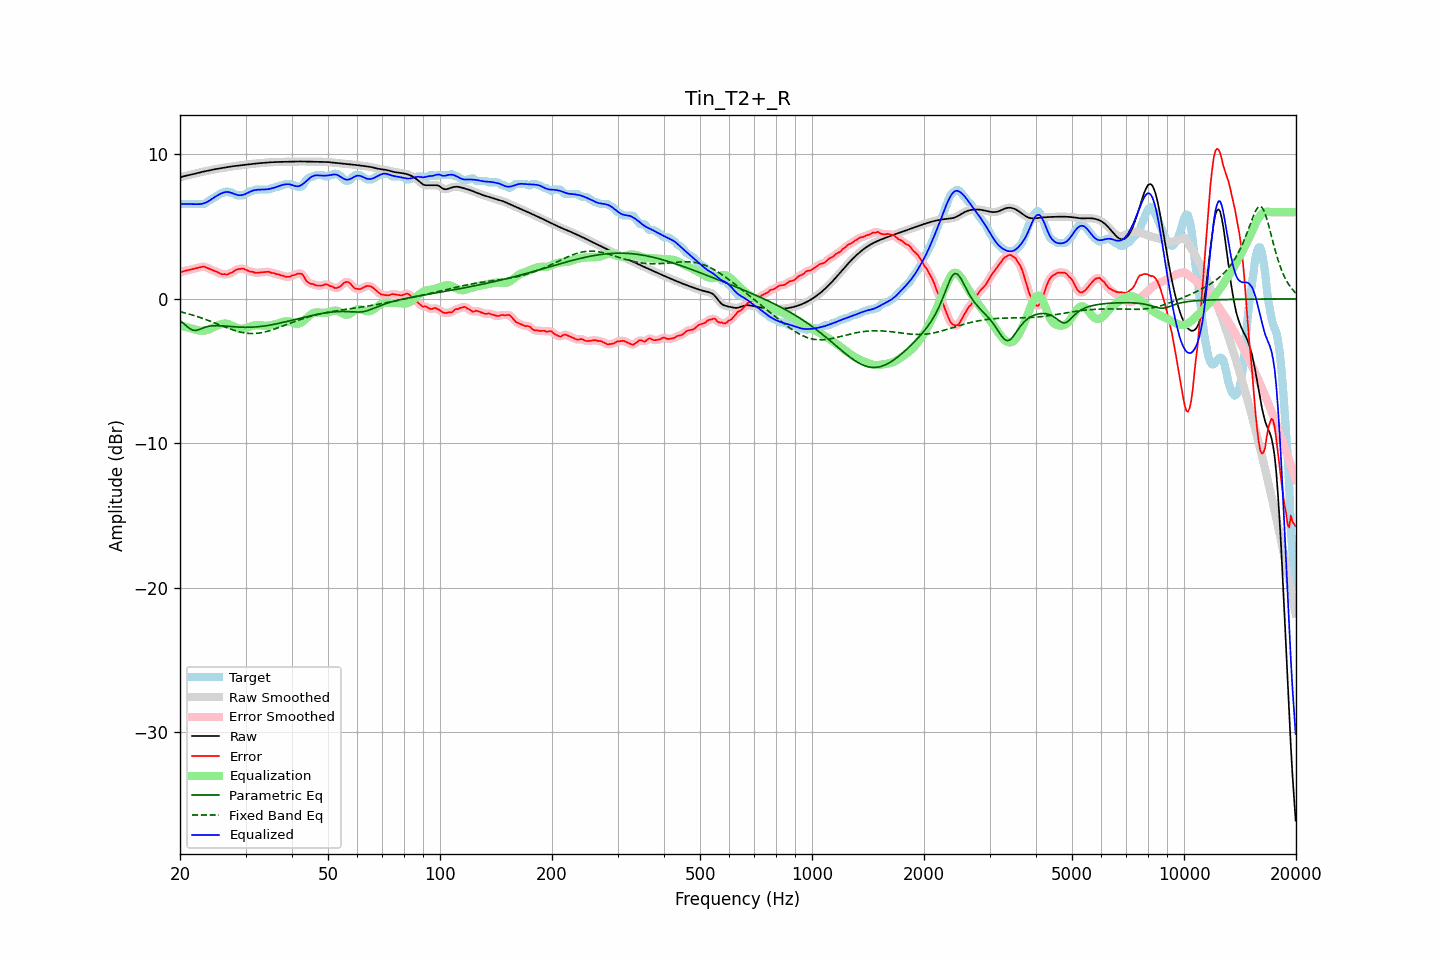 Tin_T2+_R
10
0
−10
−20
−30
Amplitude (dBr)
Target
Raw Smoothed
Error Smoothed
Raw
Error
Equalization
Parametric Eq
Fixed Band Eq
Equalized
20 50 100 200 500 1000 2000 5000 10000 20000
Frequency (Hz)